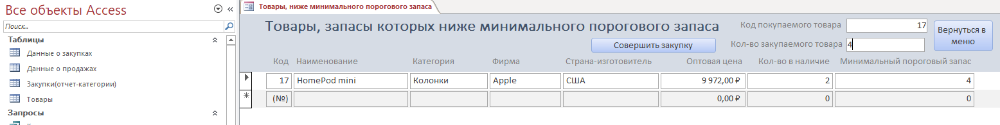 Все объекты Access
Поиск...
Таблицы
Данные о закупках
Данные о продажах
Закупки(отчет-категории)
Товары
Запросы
Товары, ниже минимального порогового запаса
Товары, запасы которых ниже минимального порогового запаса
Код покупаемого товара 17
Вернуться в меню
Совершить закупку
Кол-во закупаемого товара 4
Код Наименование Категория Фирма Страна-изготовитель Оптовая цена Кол-во в наличие Минимальный пороговый запас
17 HomePod mini Колонки Apple США 9 972,00 ₽ 2 4
(№) 0,00 ₽ 0 0